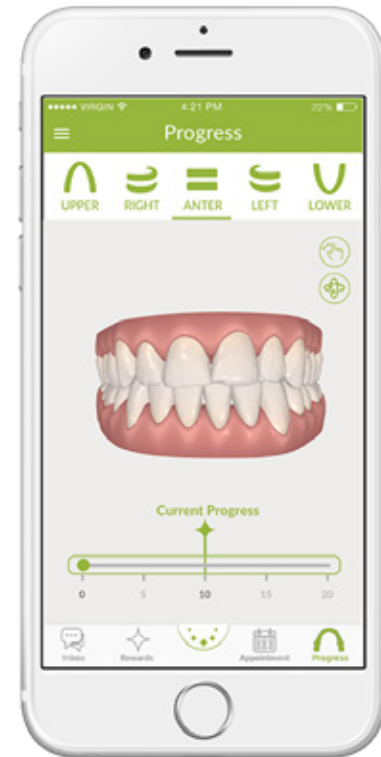 VIRGIN 4:21 PM 22%
Progress
UPPER RIGHT ANTER LEFT LOWER
Current Progress
0 5 10 15 20
Inbox Rewards Appointment Progress